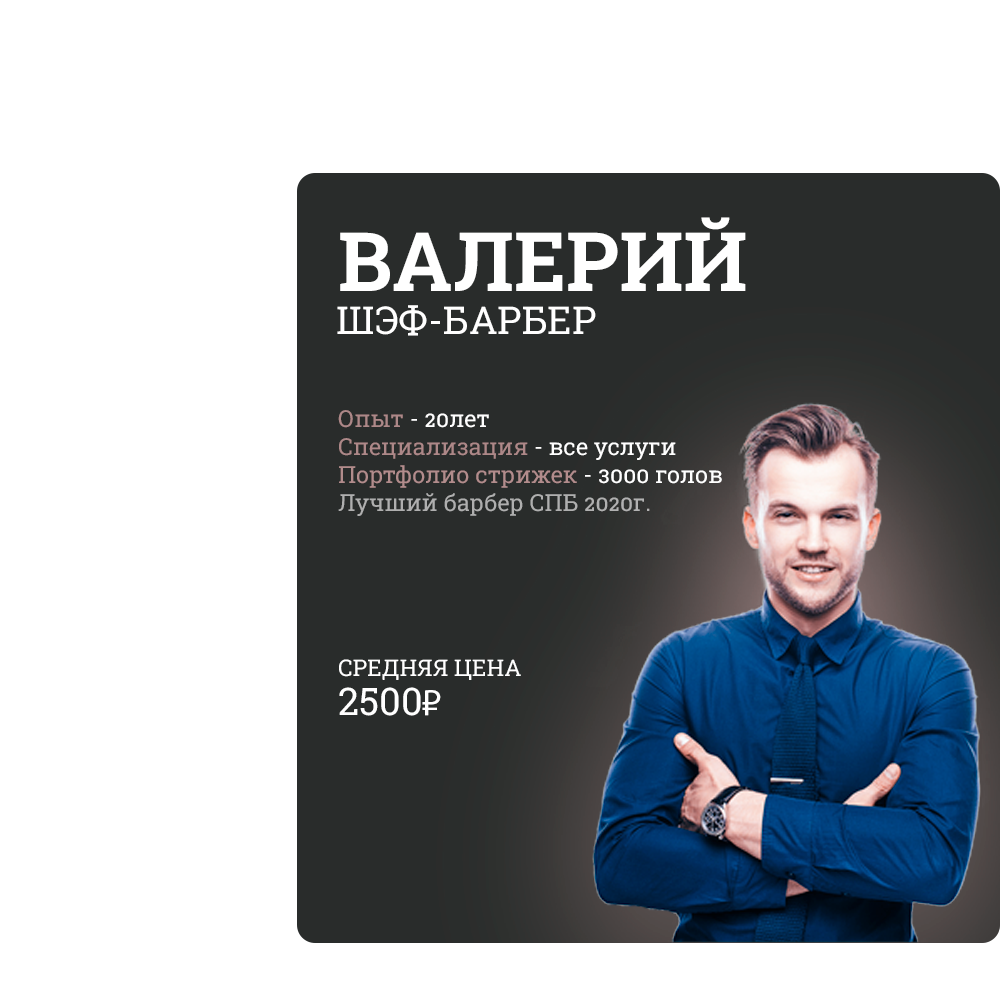 ВАЛЕРИЙ
ШЭФ-БАРБЕР
Опыт - 20лет
Специализация - все услуги
Портфолио стрижек - 3000 голов
Лучший барбер СПБ 2020г.
СРЕДНЯЯ ЦЕНА
2500₽